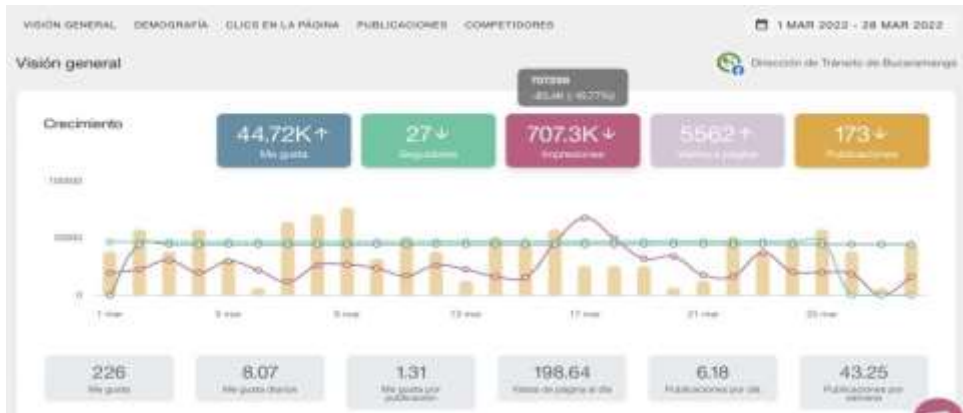 VISIÓN GENERAL DEMOGRAFÍA CLICS EN LA PÁGINA PUBLICACIONES COMPETIDORES 1 MAR 2022 - 28 MAR 2022
Visión general Dirección de Tránsito de Bucaramanga
707299
Crecimiento
44.72K 27 707.3K 5562 173
Me gusta Seguidores Impresiones Publicaciones
100000
50000
0
1 mar 5 mar 9 mar 13 mar 17 mar 21 mar 25 mar
226 8.07 1.31 198.64 6.18 43.25
Me gusta Me gusta diarios Me gusta por publicación Visitas de página al día Publicaciones por día Publicaciones por semana